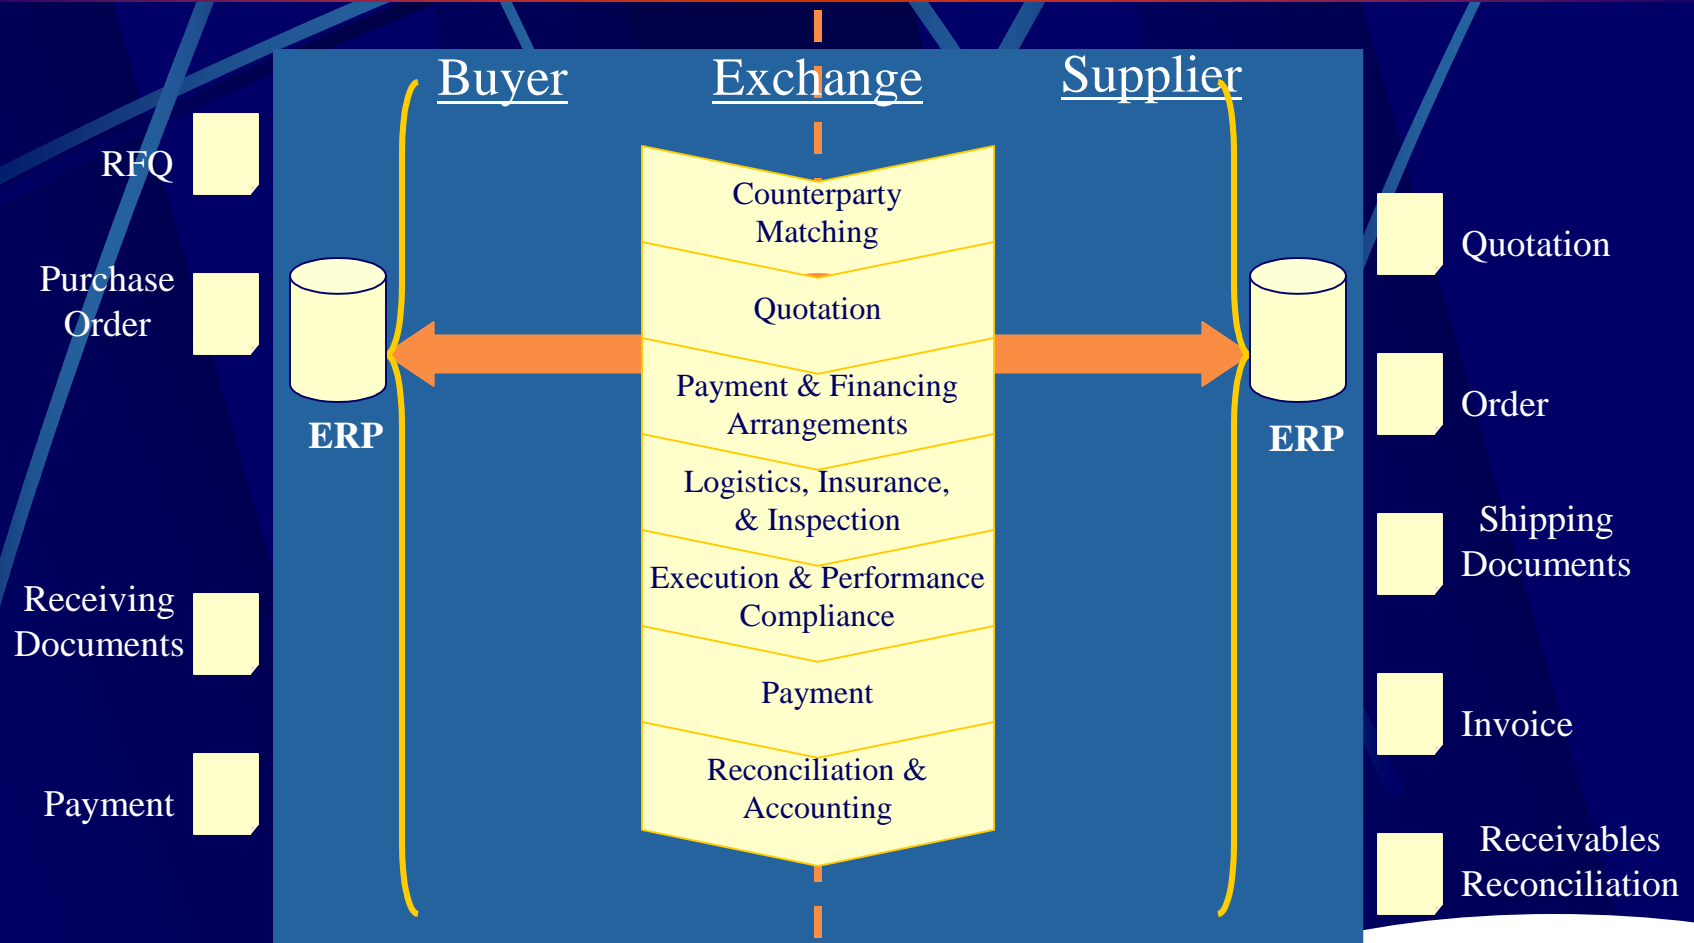 Buyer
Exchange
Supplier
RFQ
Purchase
Order
ERP
Receiving
Documents
Payment
Counterparty
Matching
Quotation
Payment & Financing
Arrangements
Logistics, Insurance,
& Inspection
Execution & Performance
Compliance
Payment
Reconciliation &
Accounting
ERP
Quotation
Order
Shipping
Documents
Invoice
Receivables
Reconciliation